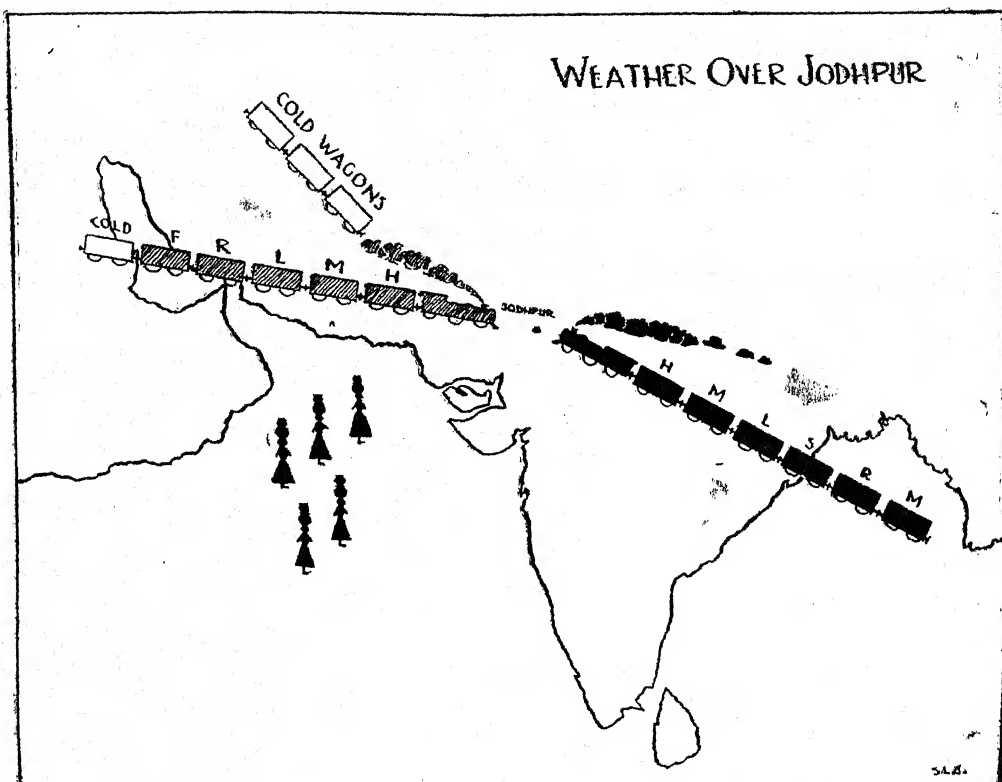 WEATHER OVER JODHPUR
COLD WAGONS
COLD
F
R
L
M
H
JODHPUR
H
M
L
S
R
M
S.L.B.